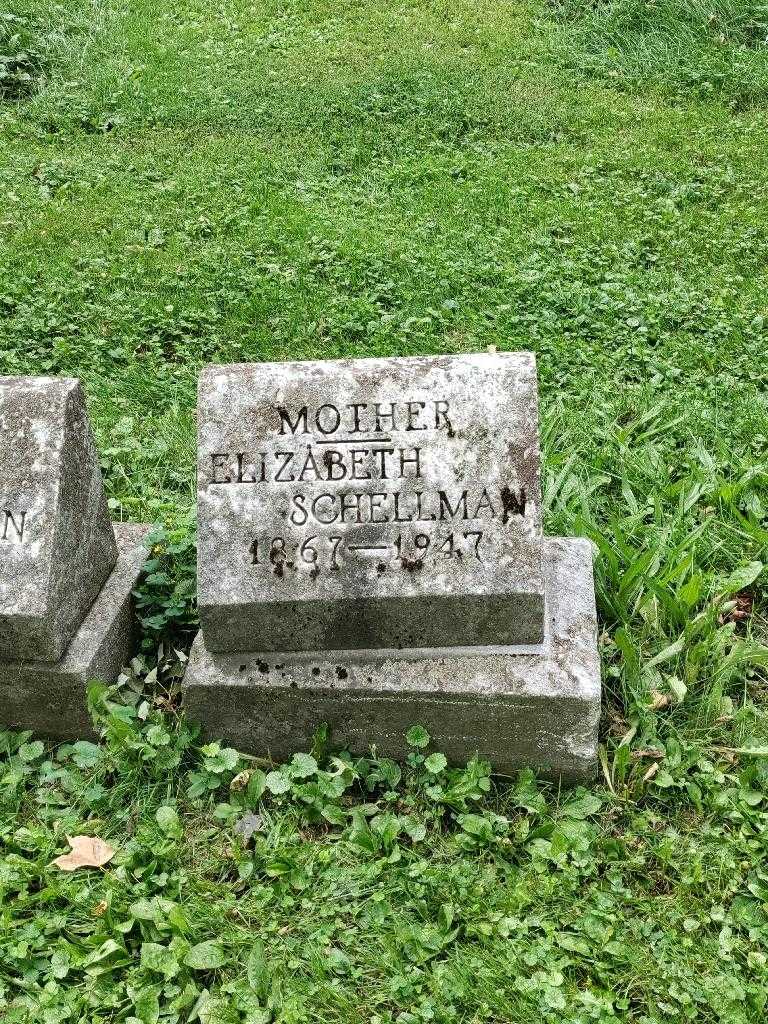 MOTHER
ELIZABETH
SCHELLMAN
1867—1947
N